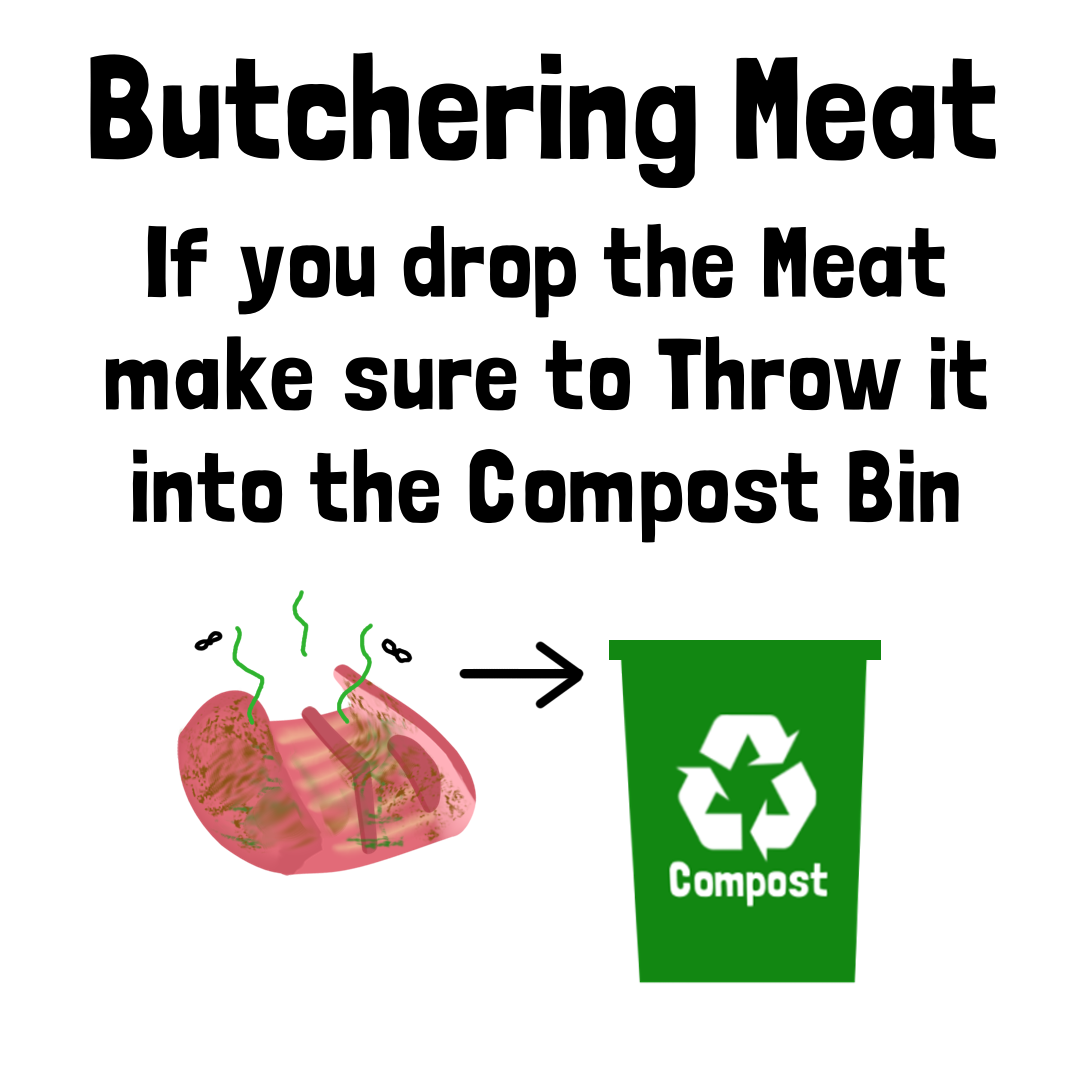 Butchering Meat
If you drop the Meat
make sure to Throw it
into the Compost Bin
Compost